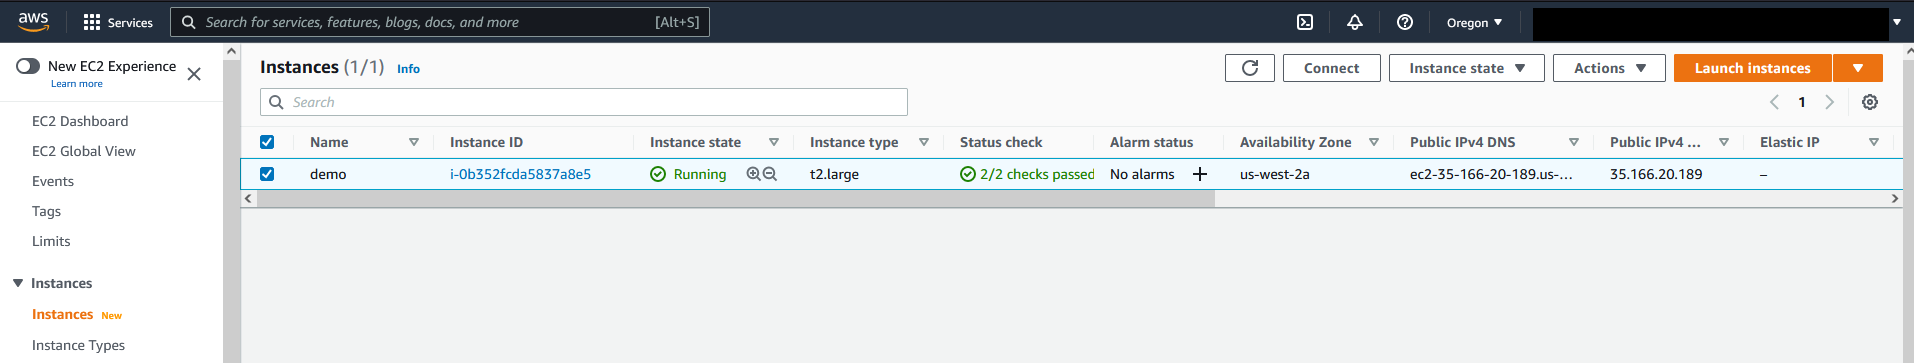 aws Services Search for services, features, blogs, docs, and more [Alt+S] Oregon
New EC2 Experience
Learn more
EC2 Dashboard
EC2 Global View
Events
Tags
Limits
Instances
Instances New
Instance Types
Instances (1/1) Info Connect Instance state Actions Launch instances
Search
1
Name Instance ID Instance state Instance type Status check Alarm status Availability Zone Public IPv4 DNS Public IPv4 ... Elastic IP
demo i-0b352fcda5837a8e5 Running t2.large 2/2 checks passed No alarms + us-west-2a ec2-35-166-20-189.us-... 35.166.20.189 –